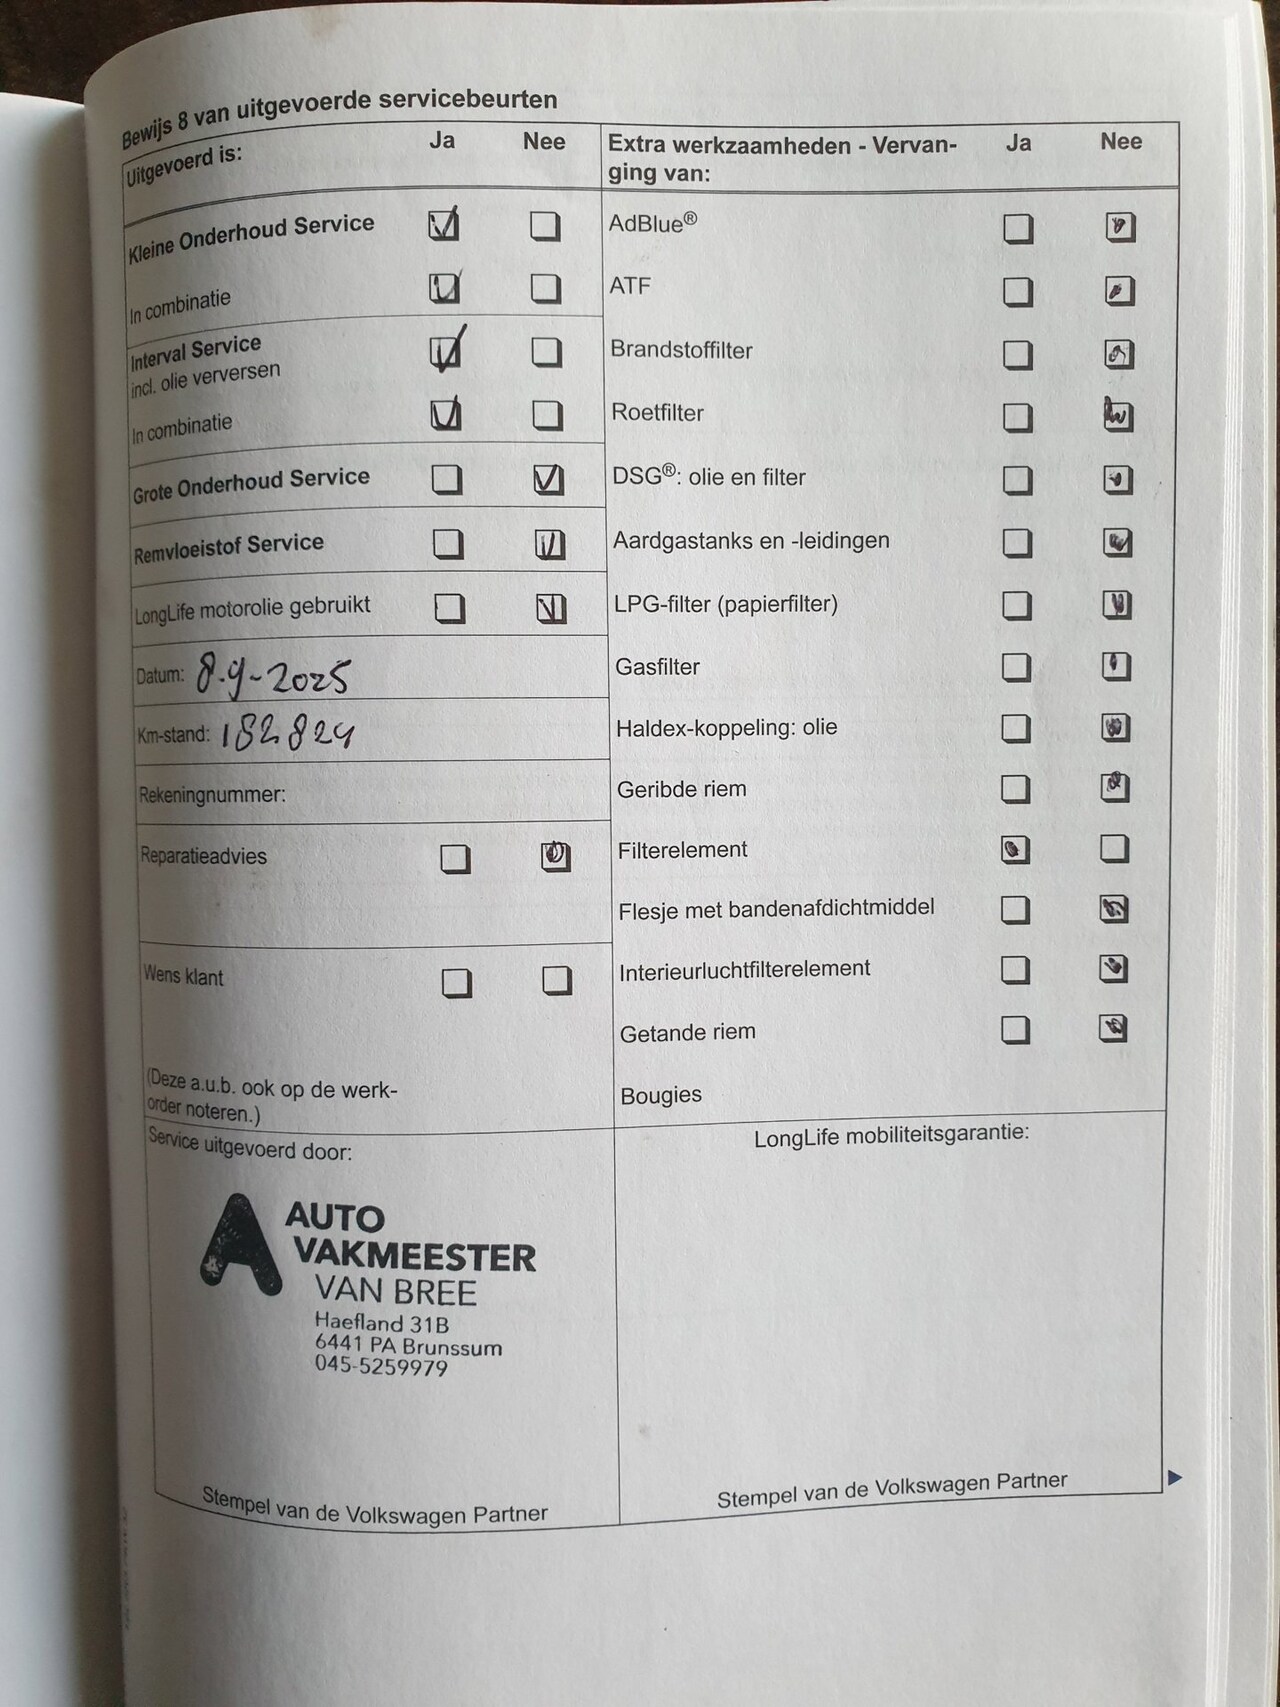 Bewijs 8 van uitgevoerde servicebeurten
Uitgevoerd is: Ja Nee
Kleine Onderhoud Service
In combinatie
Interval Service
incl. olie verversen
In combinatie
Grote Onderhoud Service
Remvloeistof Service
LongLife motorolie gebruikt
Datum: 8-9-2025
Km-stand: 182824
Rekeningnummer:
Reparatieadvies
Wens klant
(Deze a.u.b. ook op de werk-
order noteren.)
Extra werkzaamheden - Vervan- Ja Nee
ging van:
AdBlue®
ATF
Brandstoffilter
Roetfilter
DSG®: olie en filter
Aardgastanks en -leidingen
LPG-filter (papierfilter)
Gasfilter
Haldex-koppeling: olie
Geribde riem
Filterelement
Flesje met bandenafdichtmiddel
Interieurluchtfilterelement
Getande riem
Bougies
Service uitgevoerd door:
A AUTO
VAKMEESTER
VAN BREE
Haefland 31B
6441 PA Brunssum
045-5259979
Stempel van de Volkswagen Partner
LongLife mobiliteitsgarantie:
Stempel van de Volkswagen Partner